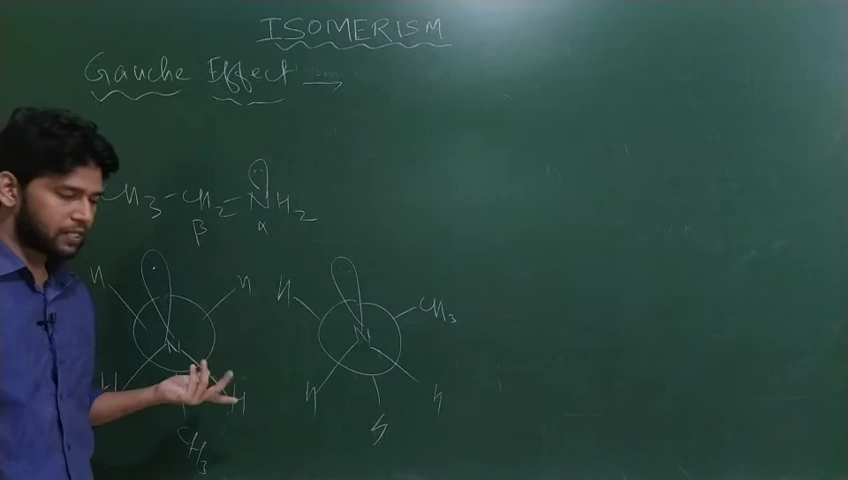 ISOMERISM
Gauche Effect →
CH3 - CH2 - NH2
β α
H H H CH3
N N
H H H H
CH3 H